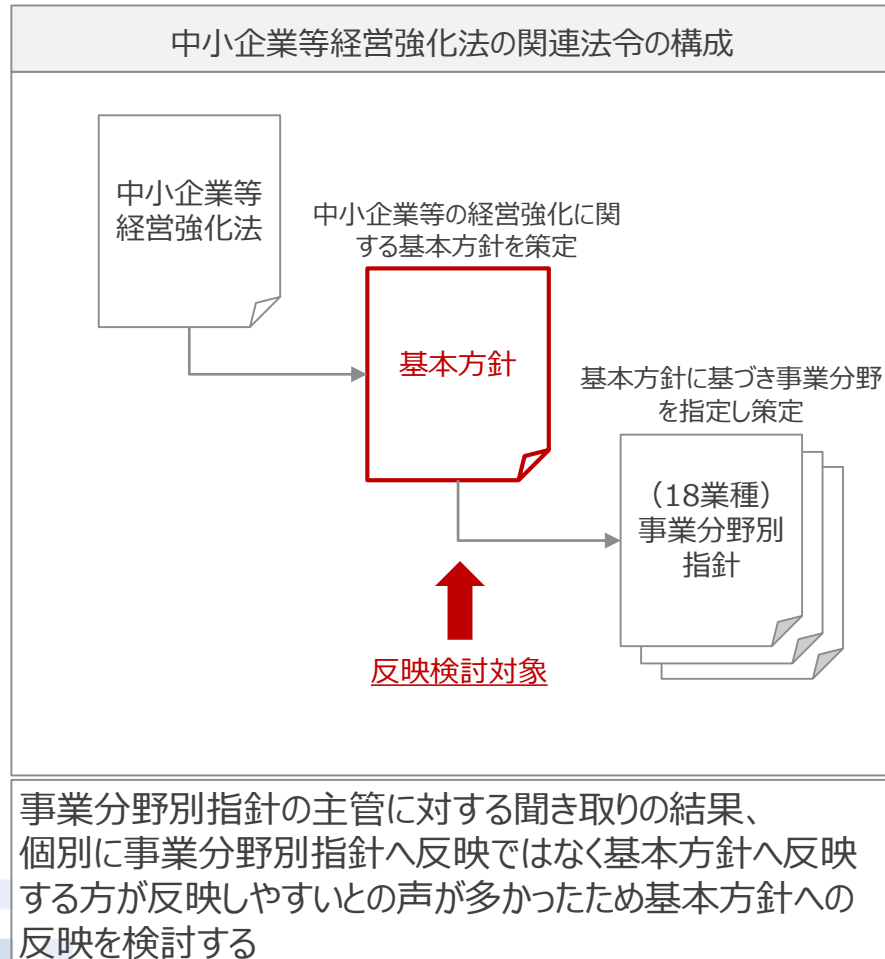 中小企業等経営強化法の関連法令の構成
中小企業等
経営強化法
中小企業等の経営強化に関
する基本方針を策定
基本方針
基本方針に基づき事業分野
を指定し策定
（18業種）
事業分野別
指針
反映検討対象
事業分野別指針の主管に対する聞き取りの結果、
個別に事業分野別指針へ反映ではなく基本方針へ反映
する方が反映しやすいとの声が多かったため基本方針への
反映を検討する